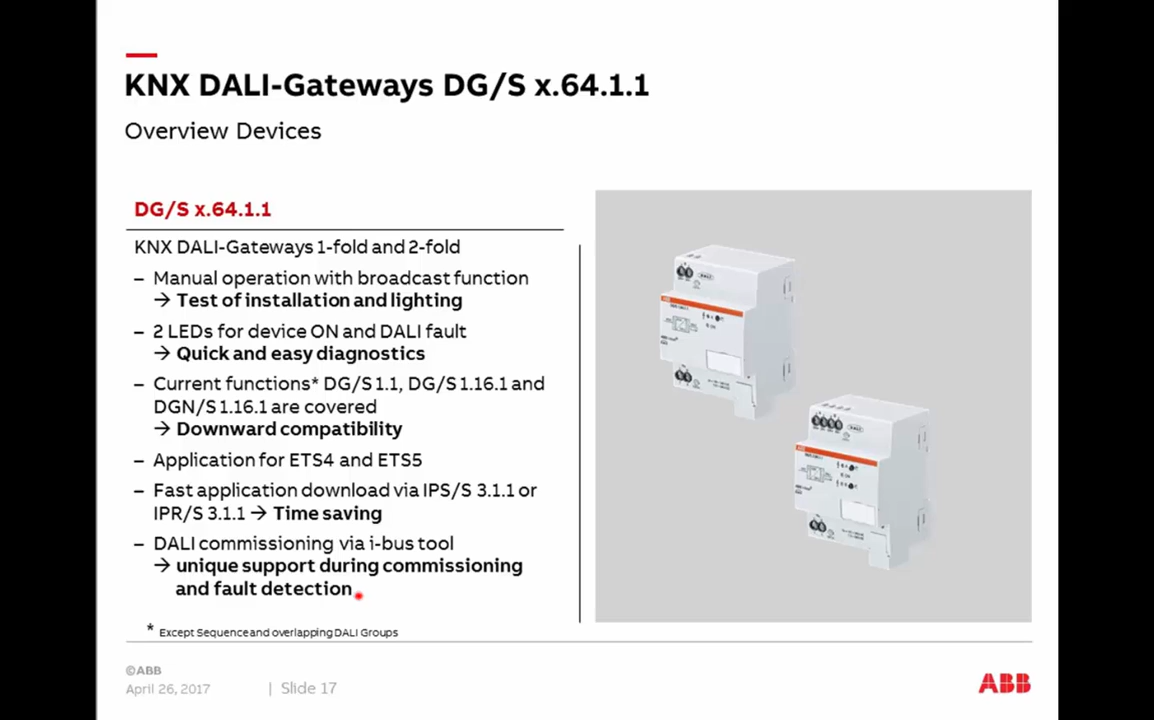 KNX DALI-Gateways DG/S x.64.1.1
Overview Devices
DG/S x.64.1.1
KNX DALI-Gateways 1-fold and 2-fold
– Manual operation with broadcast function
→ Test of installation and lighting
– 2 LEDs for device ON and DALI fault
→ Quick and easy diagnostics
– Current functions* DG/S 1.1, DG/S 1.16.1 and
DGN/S 1.16.1 are covered
→ Downward compatibility
– Application for ETS4 and ETS5
– Fast application download via IPS/S 3.1.1 or
IPR/S 3.1.1 → Time saving
– DALI commissioning via i-bus tool
→ unique support during commissioning
and fault detection
* Except Sequence and overlapping DALI Groups
©ABB
April 26, 2017
| Slide 17
ABB